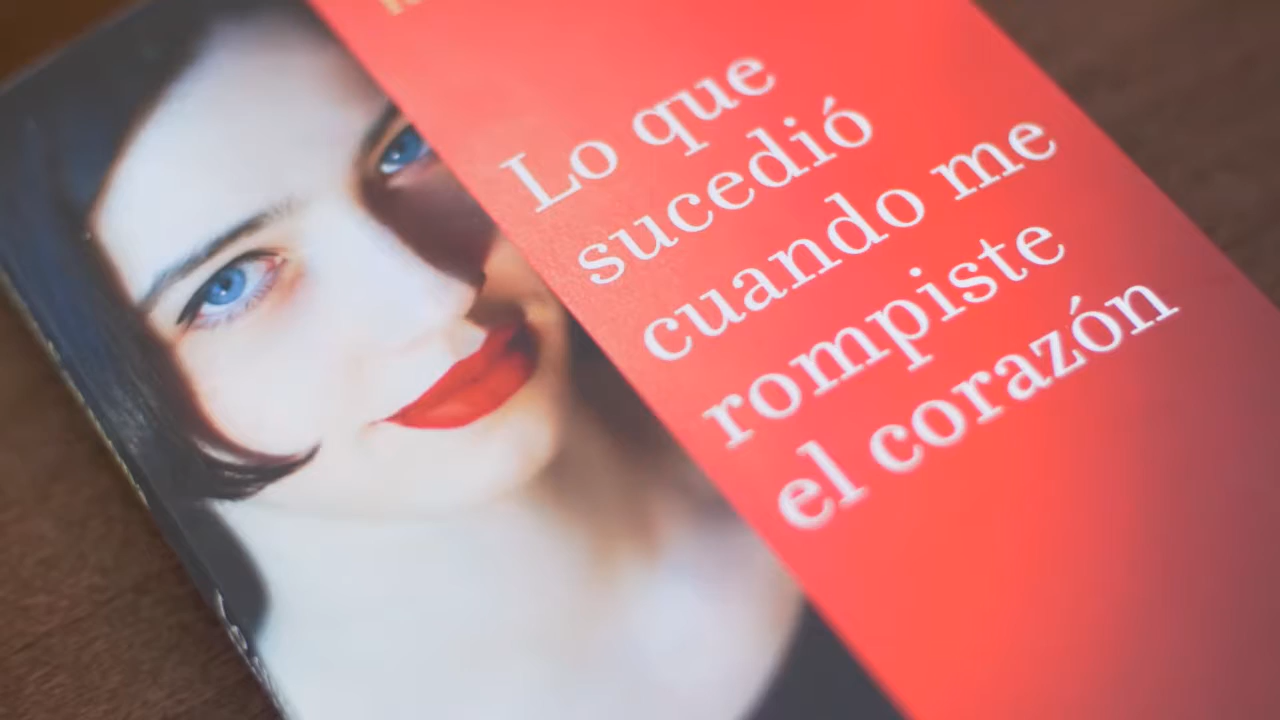 Lo que
sucedió
cuando me
rompiste
el corazón